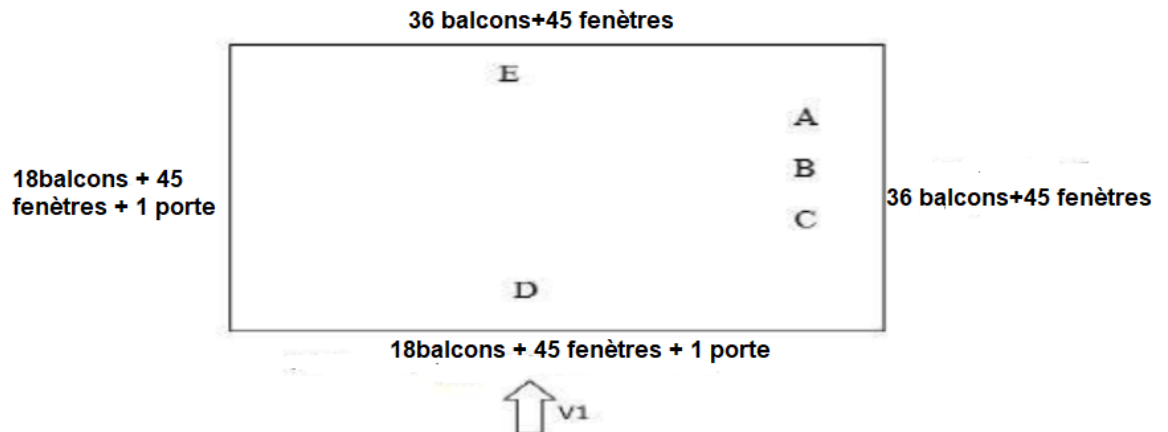 36 balcons+45 fenètres
E
A
18balcons + 45
fenètres + 1 porte
B
36 balcons+45 fenètres
C
D
18balcons + 45 fenètres + 1 porte
V1